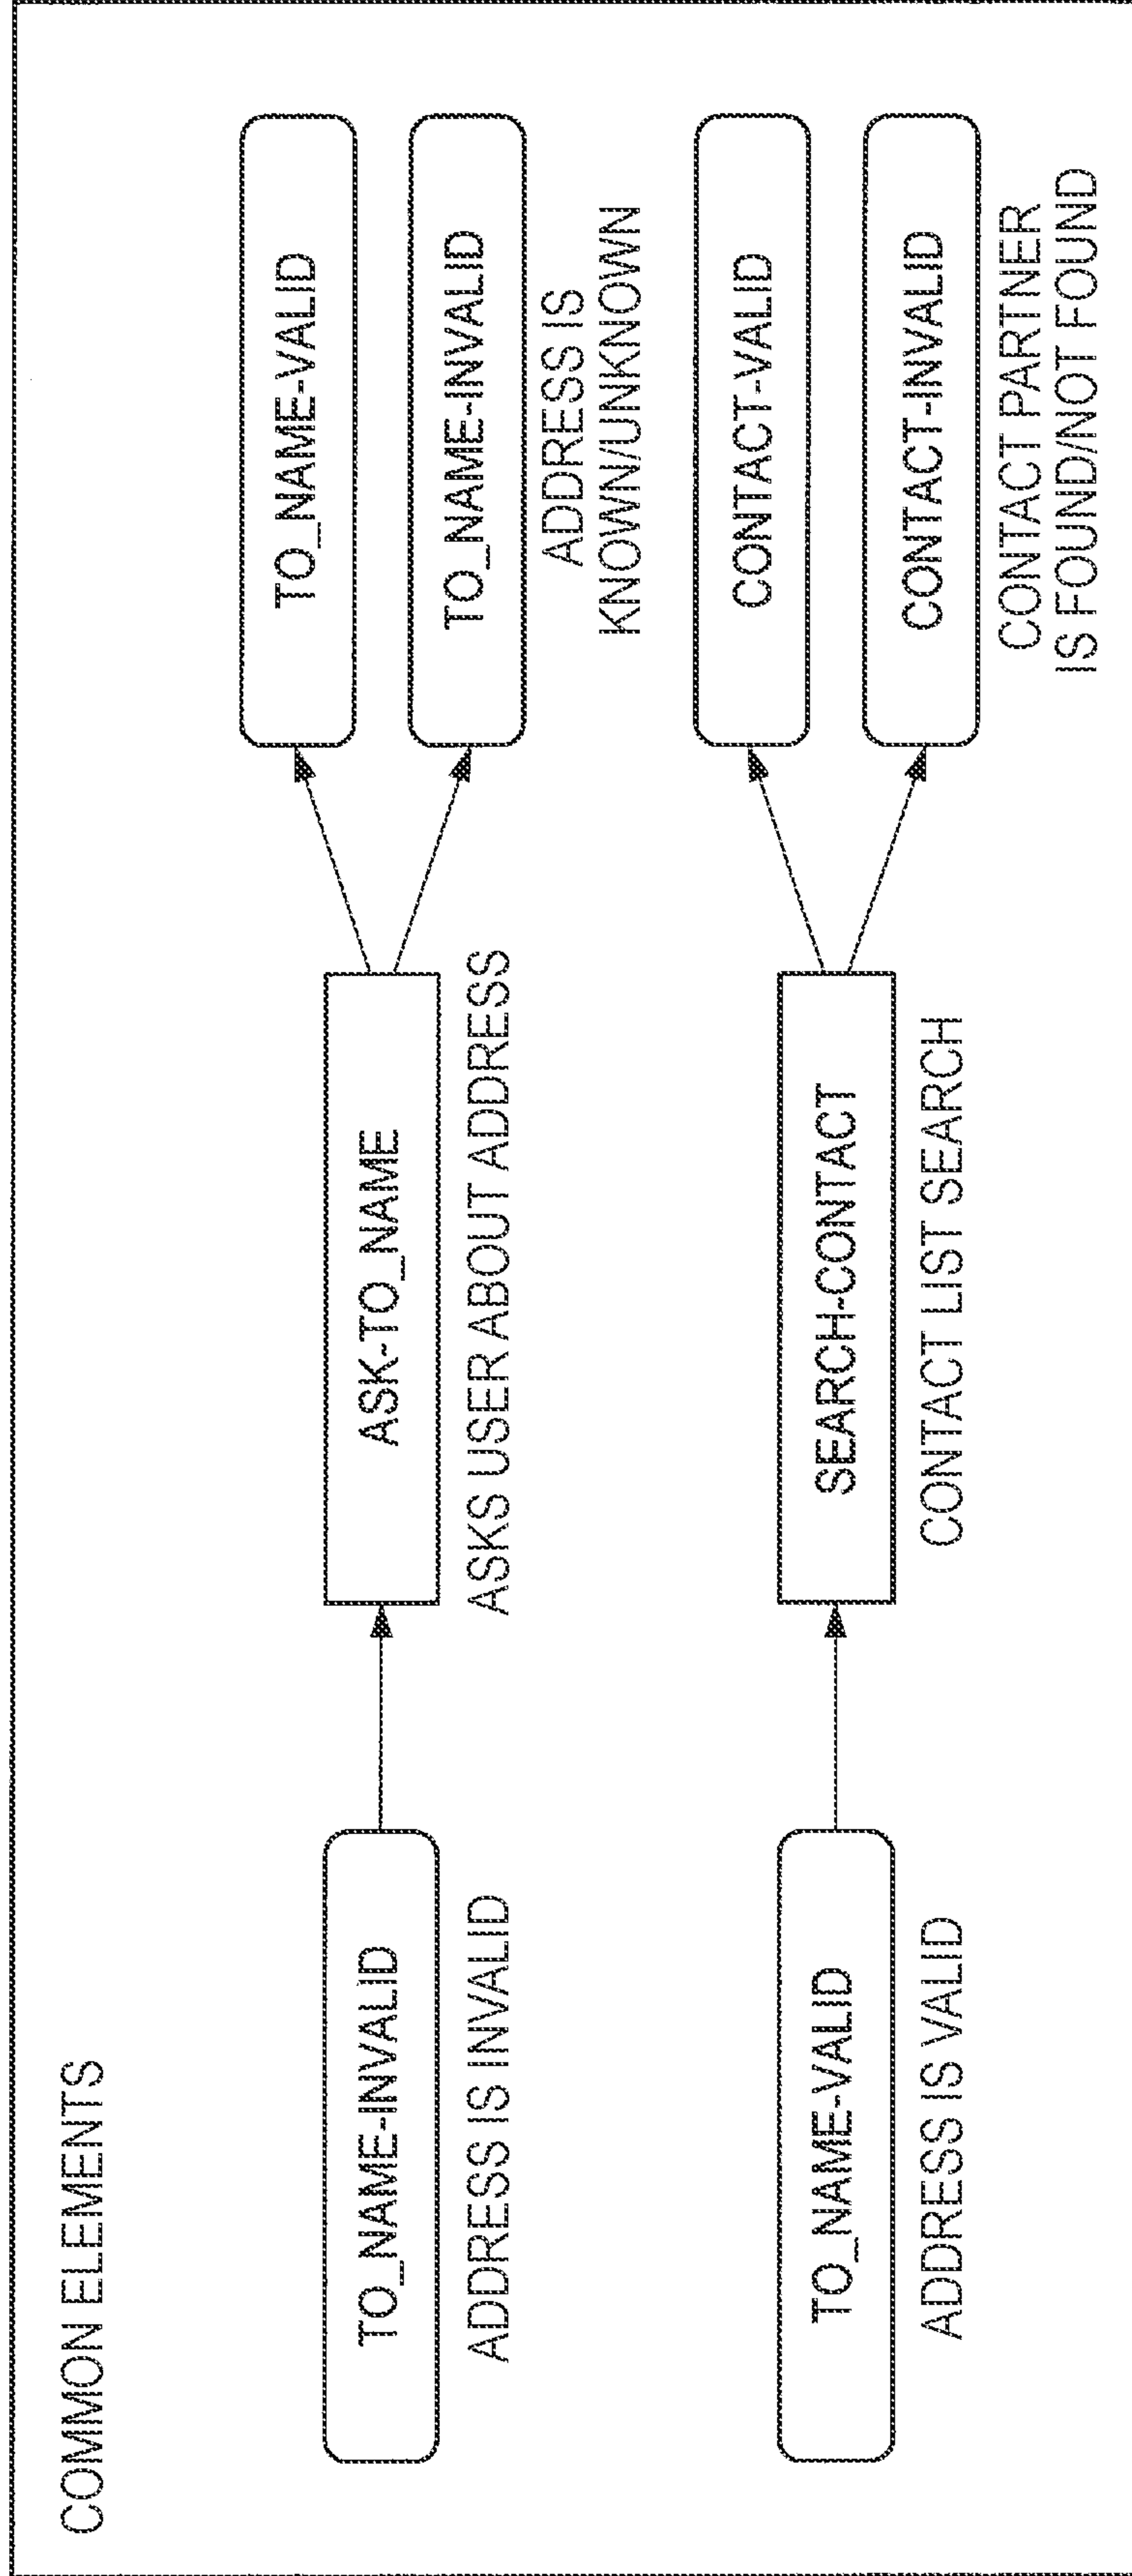 COMMON ELEMENTS
TO_NAME-INVALID
ADDRESS IS INVALID
ASK-TO_NAME
ASKS USER ABOUT ADDRESS
TO_NAME-VALID
TO_NAME-INVALID
ADDRESS IS
KNOWN/UNKNOWN
TO_NAME-VALID
ADDRESS IS VALID
SEARCH-CONTACT
CONTACT LIST SEARCH
CONTACT-VALID
CONTACT-INVALID
CONTACT PARTNER
IS FOUND/NOT FOUND